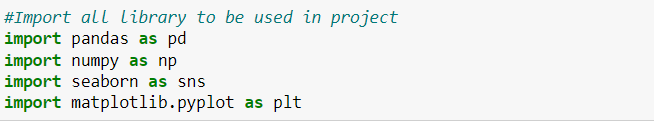 #Import all library to be used in project
import pandas as pd
import numpy as np
import seaborn as sns
import matplotlib.pyplot as plt